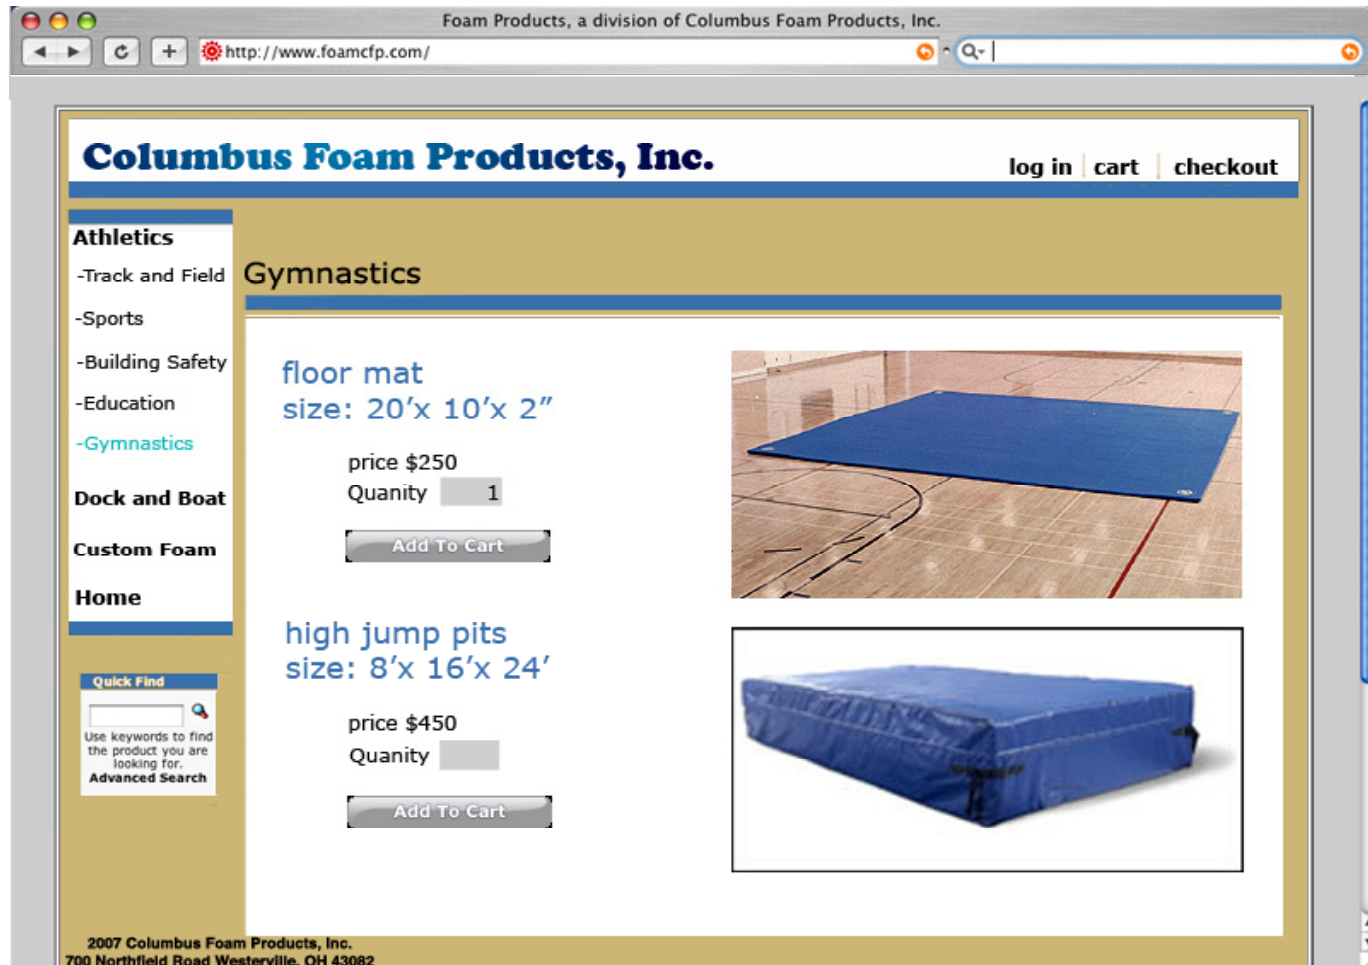 Foam Products, a division of Columbus Foam Products, Inc.
http://www.foamcfp.com/
Columbus Foam Products, Inc.
log in cart checkout
Athletics
-Track and Field
-Sports
-Building Safety
-Education
-Gymnastics
Dock and Boat
Custom Foam
Home
Quick Find
Use keywords to find
the product you are
looking for.
Advanced Search
Gymnastics
floor mat
size: 20’x 10’x 2”
price $250
Quanity 1
Add To Cart
high jump pits
size: 8’x 16’x 24’
price $450
Quanity
Add To Cart
2007 Columbus Foam Products, Inc.
700 Northfield Road Westerville, OH 43082